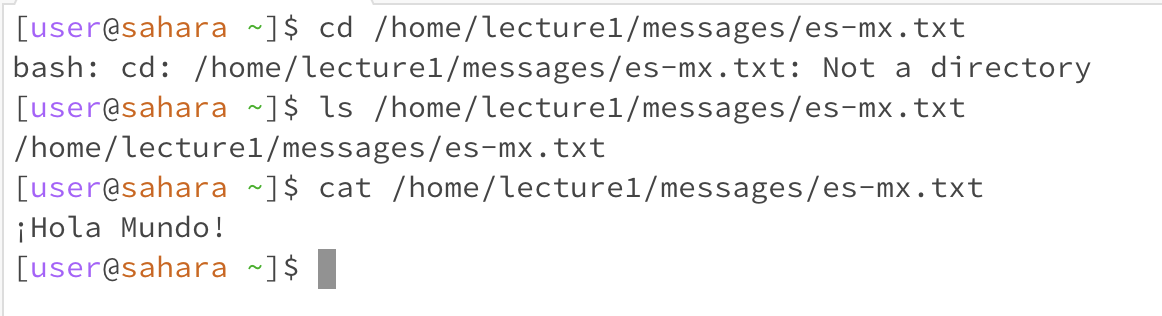 [user@sahara ~]$ cd /home/lecture1/messages/es-mx.txt
bash: cd: /home/lecture1/messages/es-mx.txt: Not a directory
[user@sahara ~]$ ls /home/lecture1/messages/es-mx.txt
/home/lecture1/messages/es-mx.txt
[user@sahara ~]$ cat /home/lecture1/messages/es-mx.txt
¡Hola Mundo!
[user@sahara ~]$